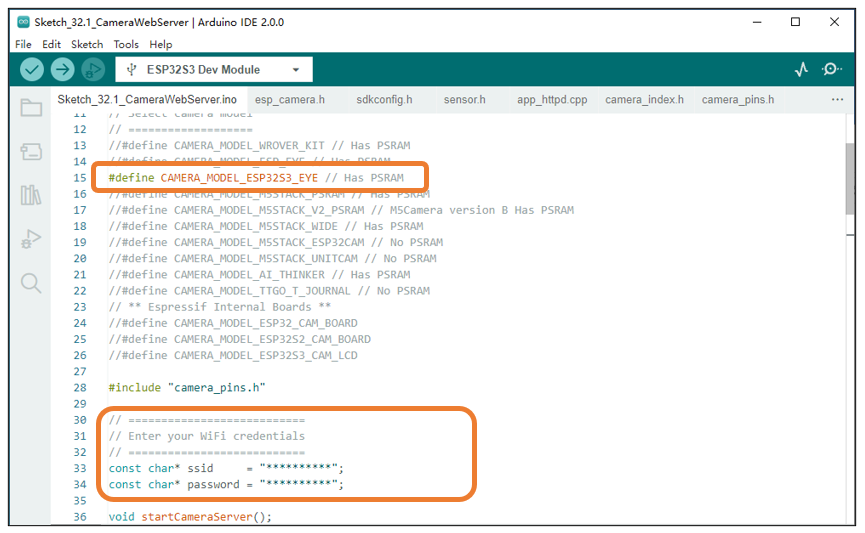 Sketch_32.1_CameraWebServer | Arduino IDE 2.0.0
File Edit Sketch Tools Help
ESP32S3 Dev Module
Sketch_32.1_CameraWebServer.ino esp_camera.h sdkconfig.h sensor.h app_httpd.cpp camera_index.h camera_pins.h ...
11 // Select camera model
12 // ===================
13 //#define CAMERA_MODEL_WROVER_KIT // Has PSRAM
14 //#define CAMERA_MODEL_ESP_EYE // Has PSRAM
15 #define CAMERA_MODEL_ESP32S3_EYE // Has PSRAM
16 //#define CAMERA_MODEL_M5STACK_PSRAM // Has PSRAM
17 //#define CAMERA_MODEL_M5STACK_V2_PSRAM // M5Camera version B Has PSRAM
18 //#define CAMERA_MODEL_M5STACK_WIDE // Has PSRAM
19 //#define CAMERA_MODEL_M5STACK_ESP32CAM // No PSRAM
20 //#define CAMERA_MODEL_M5STACK_UNITCAM // No PSRAM
21 //#define CAMERA_MODEL_AI_THINKER // Has PSRAM
22 //#define CAMERA_MODEL_TTGO_T_JOURNAL // No PSRAM
23 // ** Espressif Internal Boards **
24 //#define CAMERA_MODEL_ESP32_CAM_BOARD
25 //#define CAMERA_MODEL_ESP32S2_CAM_BOARD
26 //#define CAMERA_MODEL_ESP32S3_CAM_LCD
27
28 #include "camera_pins.h"
29
30 // ===========================
31 // Enter your WiFi credentials
32 // ===========================
33 const char* ssid     = "**********";
34 const char* password = "**********";
35
36 void startCameraServer();